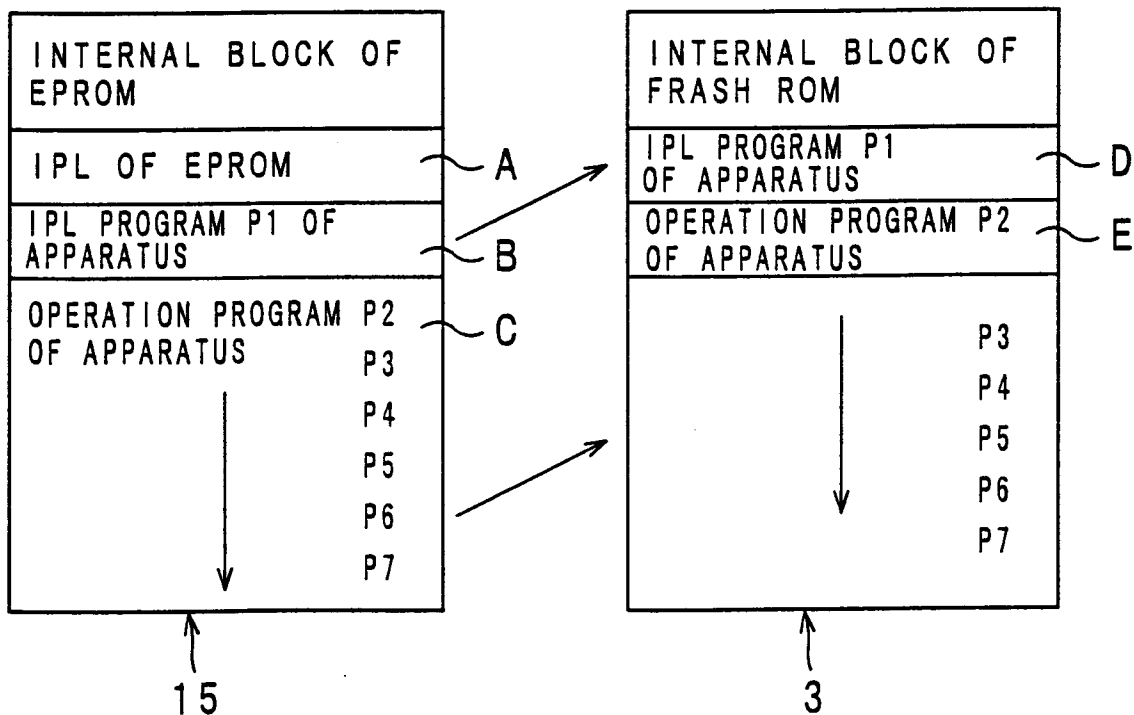 INTERNAL BLOCK OF
EPROM
IPL OF EPROM
A
IPL PROGRAM P1 OF
APPARATUS
B
OPERATION PROGRAM P2
OF APPARATUS
C
P3
P4
P5
P6
P7
15
INTERNAL BLOCK OF
FRASH ROM
IPL PROGRAM P1
OF APPARATUS
D
OPERATION PROGRAM P2
OF APPARATUS
E
P3
P4
P5
P6
P7
3